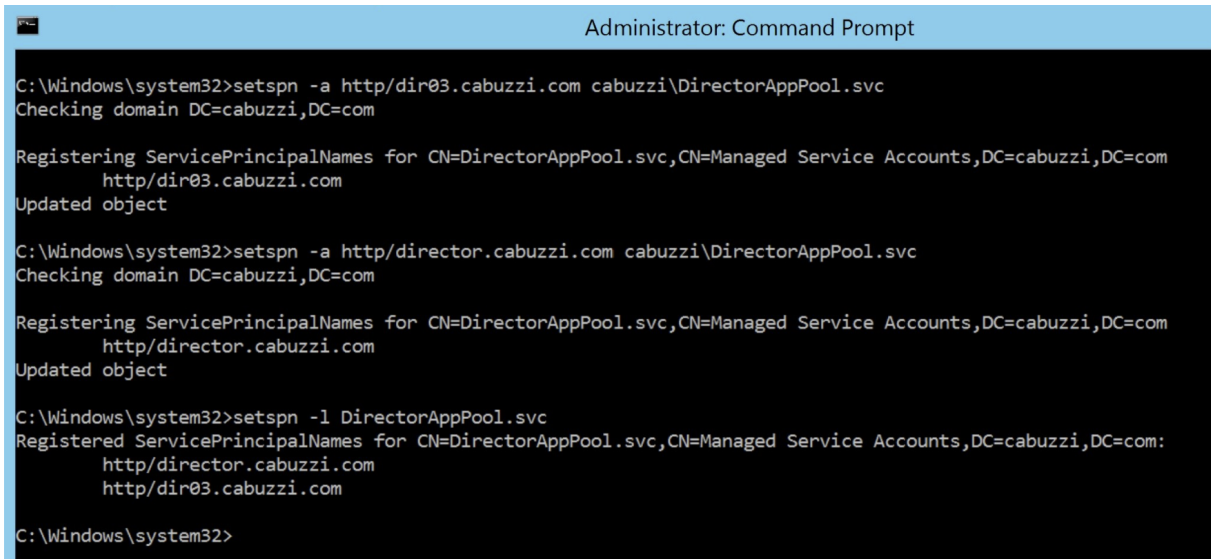 Administrator: Command Prompt
C:\Windows\system32>setspn -a http/dir03.cabuzzi.com cabuzzi\DirectorAppPool.svc
Checking domain DC=cabuzzi,DC=com
Registering ServicePrincipalNames for CN=DirectorAppPool.svc,CN=Managed Service Accounts,DC=cabuzzi,DC=com
http/dir03.cabuzzi.com
Updated object
C:\Windows\system32>setspn -a http/director.cabuzzi.com cabuzzi\DirectorAppPool.svc
Checking domain DC=cabuzzi,DC=com
Registering ServicePrincipalNames for CN=DirectorAppPool.svc,CN=Managed Service Accounts,DC=cabuzzi,DC=com
http/director.cabuzzi.com
Updated object
C:\Windows\system32>setspn -l DirectorAppPool.svc
Registered ServicePrincipalNames for CN=DirectorAppPool.svc,CN=Managed Service Accounts,DC=cabuzzi,DC=com:
http/director.cabuzzi.com
http/dir03.cabuzzi.com
C:\Windows\system32>